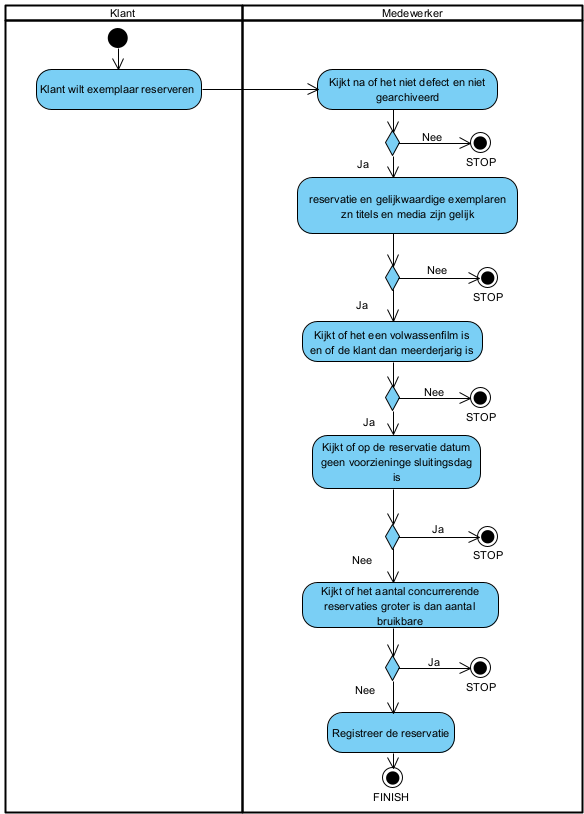 Klant
Medewerker
Klant wilt exemplaar reserveren
Kijkt na of het niet defect en niet
gearchiveerd
Nee
STOP
Ja
reservatie en gelijkwaardige exemplaren
zn titels en media zijn gelijk
Nee
STOP
Ja
Kijkt of het een volwassenfilm is
en of de klant dan meerderjarig is
Nee
STOP
Ja
Kijkt of op de reservatie datum
geen voorzieninge sluitingsdag
is
Ja
STOP
Nee
Kijkt of het aantal concurrerende
reservaties groter is dan aantal
bruikbare
Ja
STOP
Nee
Registreer de reservatie
FINISH